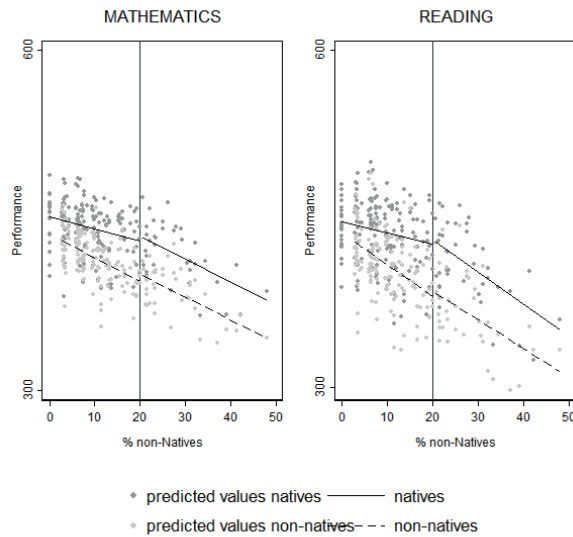 MATHEMATICS
READING
600
300
Performance
0 10 20 30 40 50
% non-Natives
600
300
Performance
0 10 20 30 40 50
% non-Natives
predicted values natives
natives
predicted values non-natives
non-natives